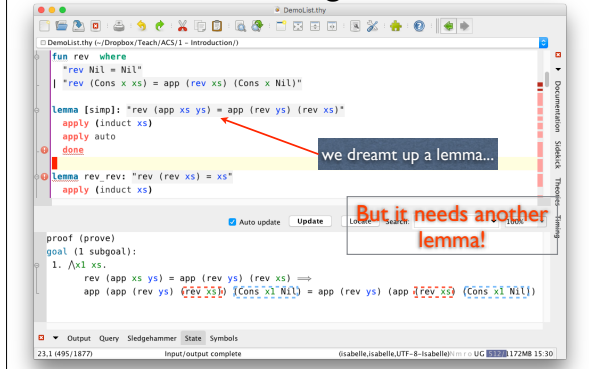 DemoList.thy
DemoList.thy (~/Dropbox/Teach/ACS/1 – Introduction/)
fun rev where
"rev Nil = Nil"
| "rev (Cons x xs) = app (rev xs) (Cons x Nil)"
lemma [simp]: "rev (app xs ys) = app (rev ys) (rev xs)"
apply (induct xs)
apply auto
done
we dreamt up a lemma...
lemma rev_rev: "rev (rev xs) = xs"
apply (induct xs)
Documentation Sidekick Theories Timing
Auto update Update Locate Search: 100%
But it needs another
lemma!
proof (prove)
goal (1 subgoal):
1. ⋀x1 xs.
rev (app xs ys) = app (rev ys) (rev xs) ⟹
app (app (rev ys) (rev xs)) (Cons x1 Nil) = app (rev ys) (app (rev xs) (Cons x1 Nil))
Output Query Sledgehammer State Symbols
23,1 (495/1877) Input/output complete (isabelle,isabelle,UTF-8-Isabelle) N m r o UG 1172MB 15:30